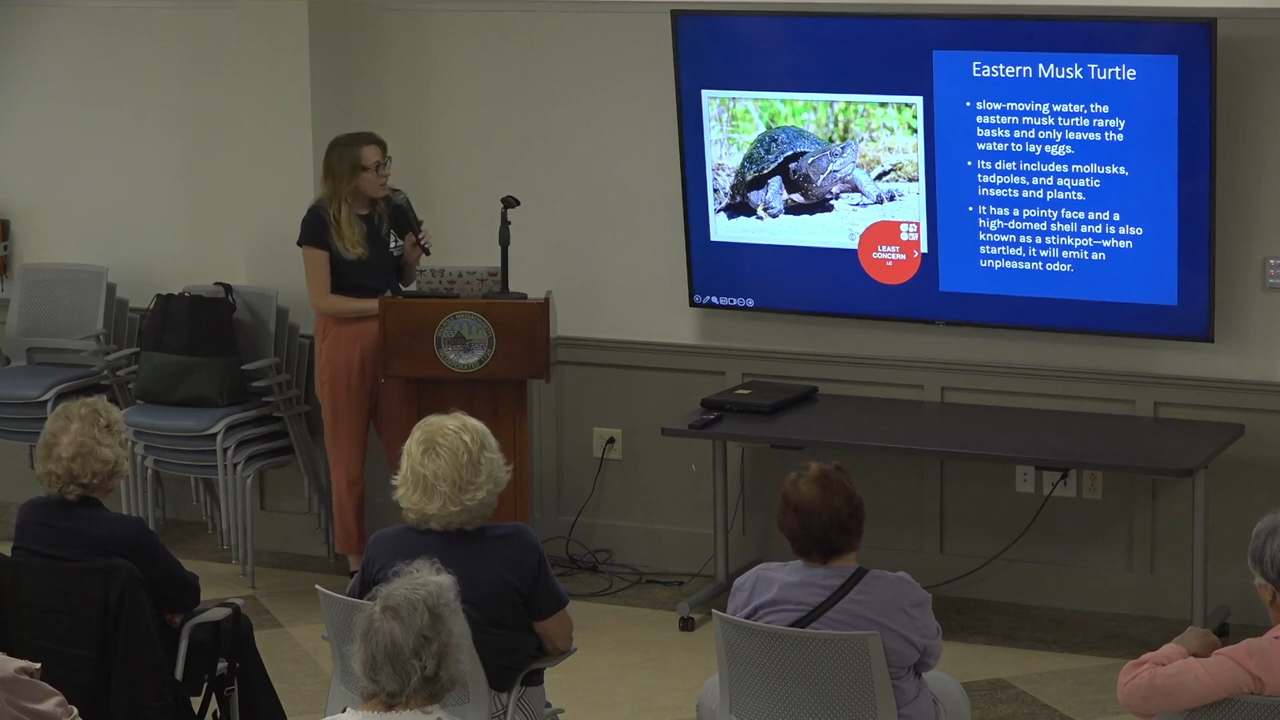 Eastern Musk Turtle
• slow-moving water, the
eastern musk turtle rarely
basks and only leaves the
water to lay eggs.
• Its diet includes mollusks,
tadpoles, and aquatic
insects and plants.
• It has a pointy face and a
high-domed shell and is also
known as a stinkpot—when
startled, it will emit an
unpleasant odor.
LEAST
CONCERN
LC